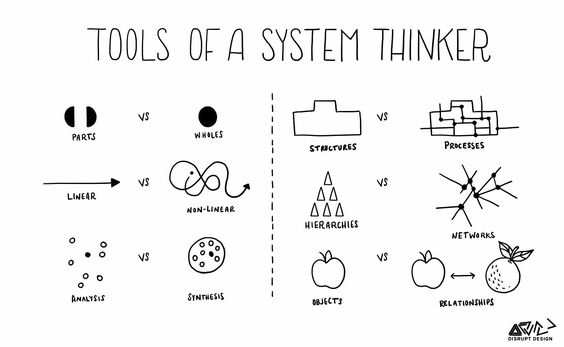 TOOLS OF A SYSTEM THINKER
PARTS
VS
WHOLES
LINEAR
VS
NON-LINEAR
ANALYSIS
VS
SYNTHESIS
STRUCTURES
VS
PROCESSES
HIERARCHIES
NETWORKS
OBJECTS
VS
RELATIONSHIPS
DISRUPT DESIGN